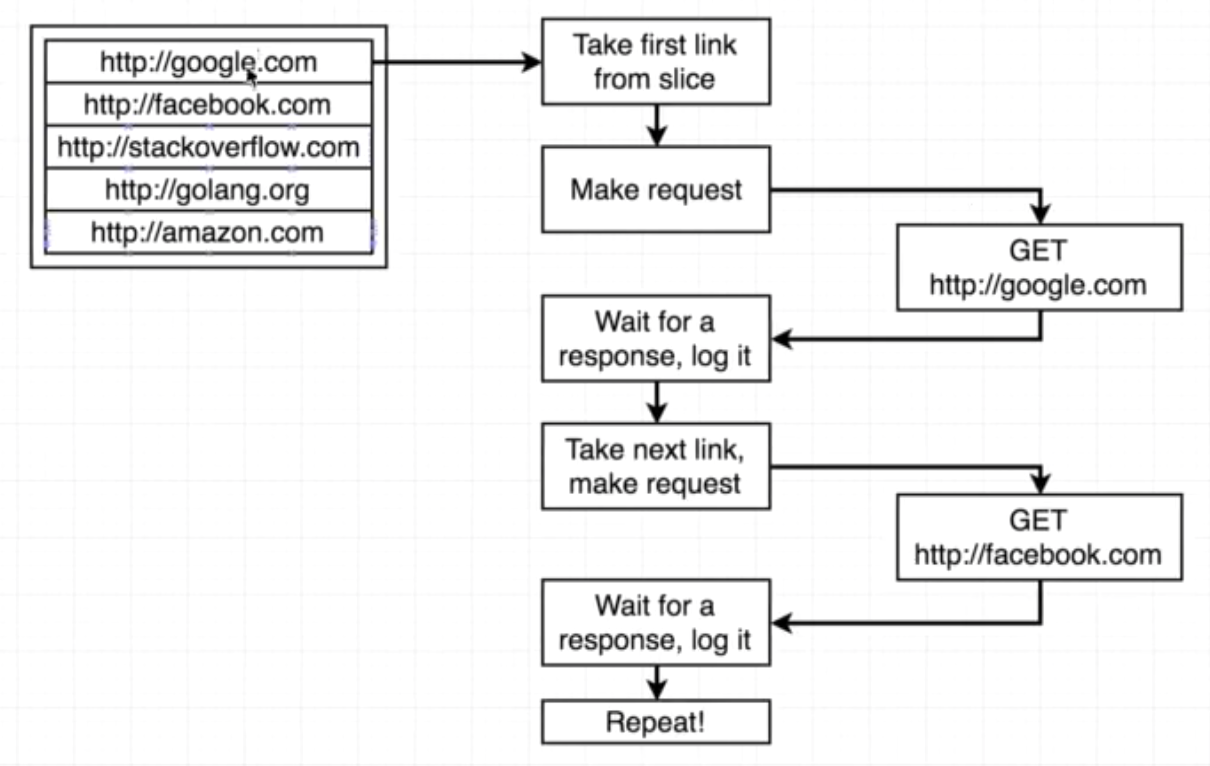 http://google.com
http://facebook.com
http://stackoverflow.com
http://golang.org
http://amazon.com
Take first link
from slice
Make request
GET
http://google.com
Wait for a
response, log it
Take next link,
make request
GET
http://facebook.com
Wait for a
response, log it
Repeat!